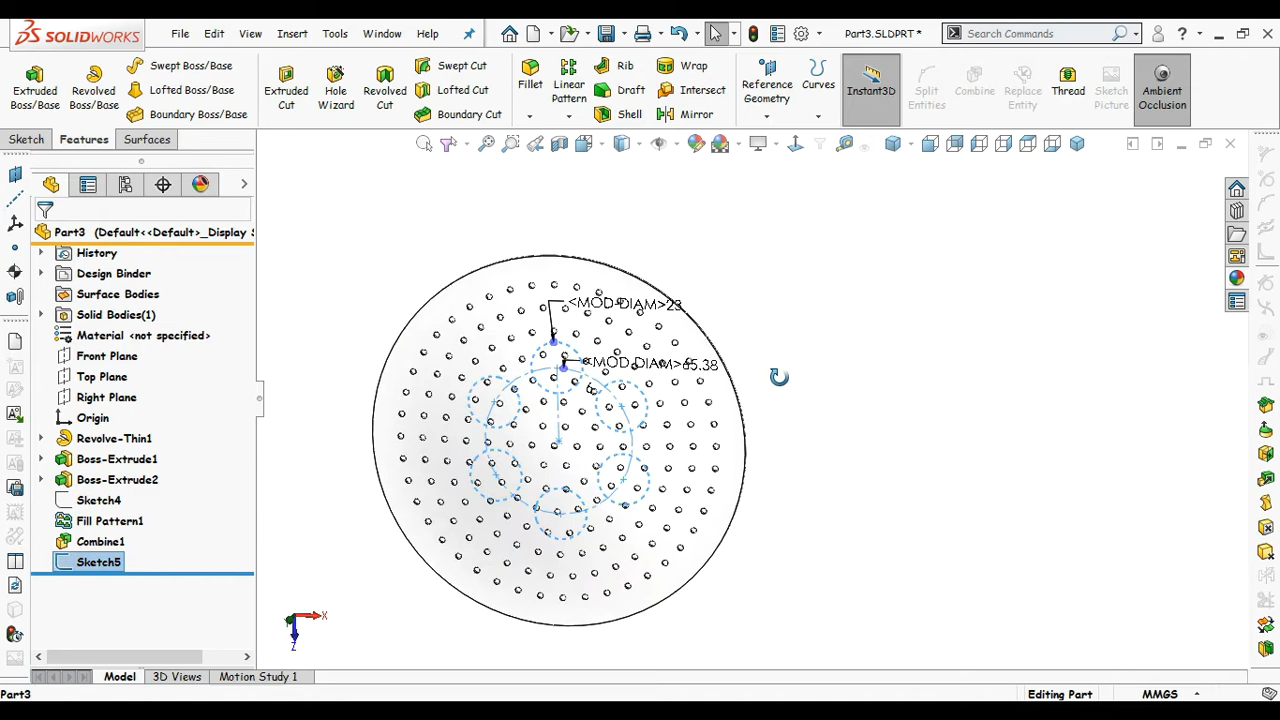 SOLIDWORKS
File Edit View Insert Tools Window Help
Part3.SLDPRT *
Search Commands
Extruded Boss/Base
Revolved Boss/Base
Swept Boss/Base
Lofted Boss/Base
Boundary Boss/Base
Extruded Cut
Hole Wizard
Revolved Cut
Swept Cut
Lofted Cut
Boundary Cut
Fillet
Linear Pattern
Rib
Draft
Shell
Wrap
Intersect
Mirror
Reference Geometry
Curves
Instant3D
Split Entities
Combine
Replace Entity
Thread
Sketch Picture
Ambient Occlusion
Sketch Features Surfaces
Part3 (Default<<Default>_Display S
History
Design Binder
Surface Bodies
Solid Bodies(1)
Material <not specified>
Front Plane
Top Plane
Right Plane
Origin
Revolve-Thin1
Boss-Extrude1
Boss-Extrude2
Sketch4
Fill Pattern1
Combine1
Sketch5
<MOD-DIAM>23
<MOD-DIAM>65.38
X
Z
Model 3D Views Motion Study 1
Part3 Editing Part MMGS